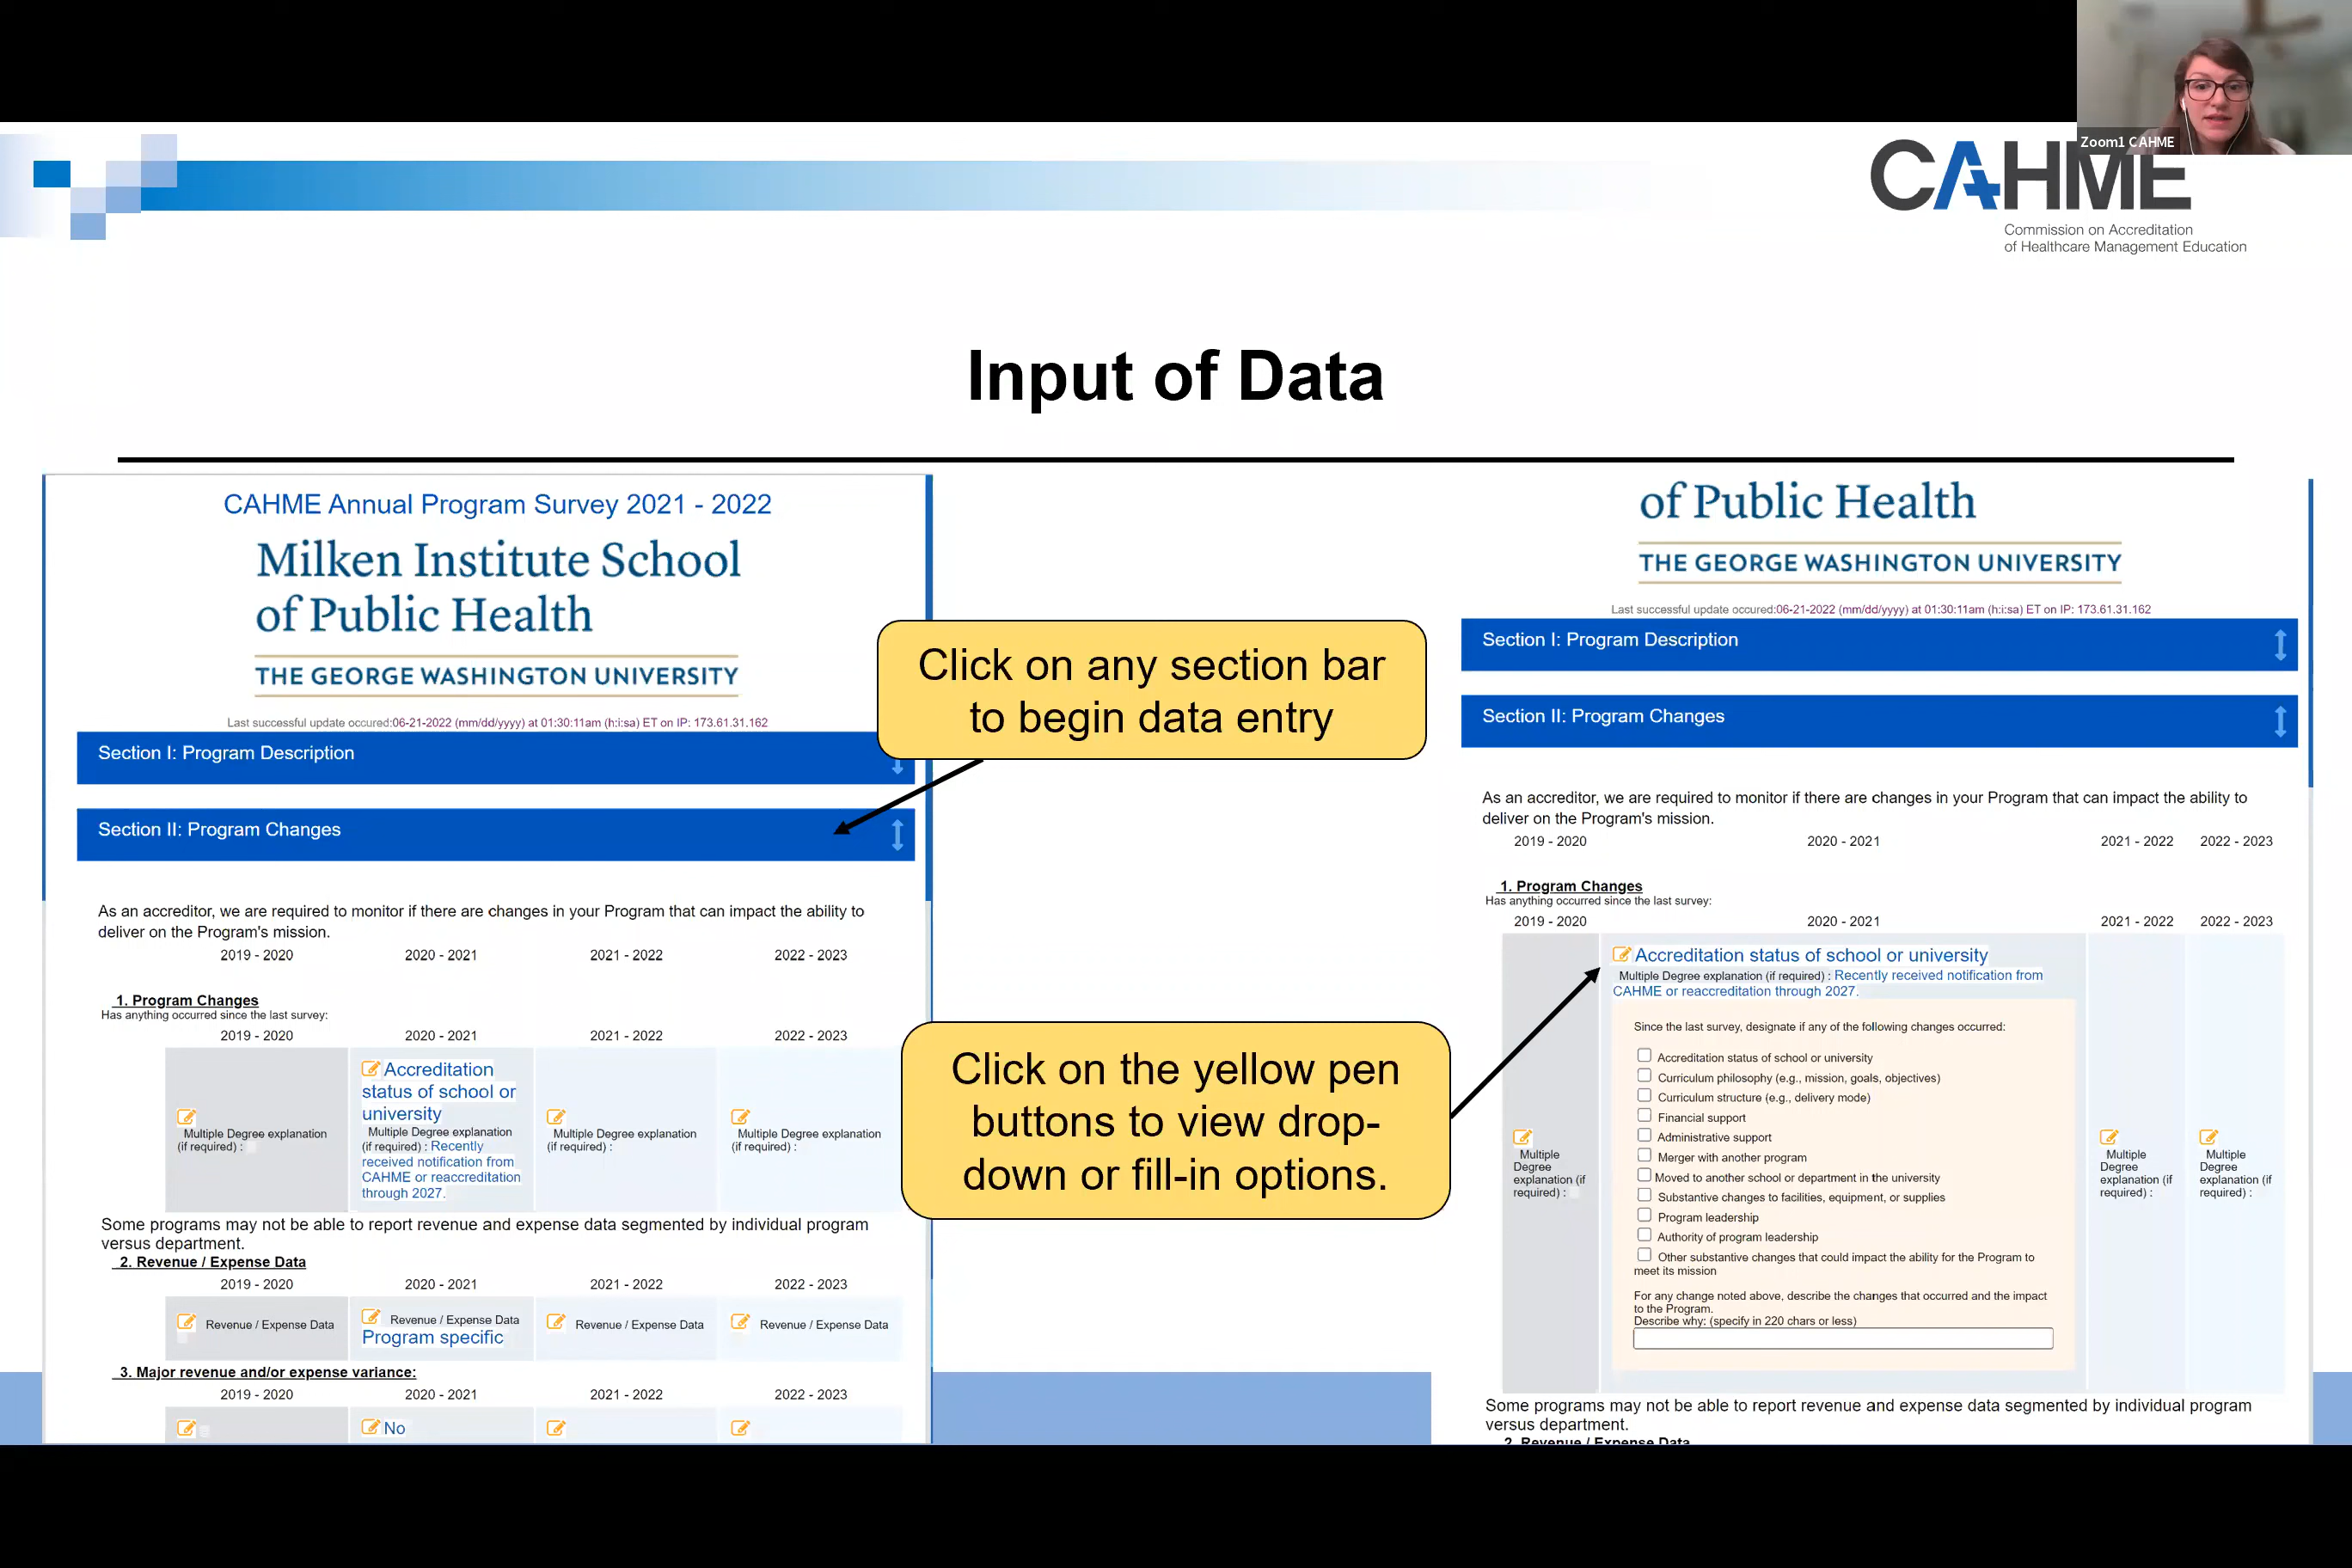 Zoom1 CAHME
CAHME
Commission on Accreditation
of Healthcare Management Education
Input of Data
CAHME Annual Program Survey 2021 - 2022
Milken Institute School
of Public Health
THE GEORGE WASHINGTON UNIVERSITY
Last successful update occured:06-21-2022 (mm/dd/yyyy) at 01:30:11am (h:i:sa) ET on IP: 173.61.31.162
Section I: Program Description
Section II: Program Changes
As an accreditor, we are required to monitor if there are changes in your Program that can impact the ability to
deliver on the Program's mission.
2019 - 2020 2020 - 2021 2021 - 2022 2022 - 2023
1. Program Changes
Has anything occurred since the last survey:
2019 - 2020 2020 - 2021 2021 - 2022 2022 - 2023
Multiple Degree explanation
(if required) :
Accreditation
status of school or
university
Multiple Degree explanation
(if required) : Recently
received notification from
CAHME or reaccreditation
through 2027.
Multiple Degree explanation
(if required) :
Multiple Degree explanation
(if required) :
Some programs may not be able to report revenue and expense data segmented by individual program
versus department.
2. Revenue / Expense Data
2019 - 2020 2020 - 2021 2021 - 2022 2022 - 2023
Revenue / Expense Data
Revenue / Expense Data
Program specific
Revenue / Expense Data
Revenue / Expense Data
3. Major revenue and/or expense variance:
2019 - 2020 2020 - 2021 2021 - 2022 2022 - 2023
No
Click on any section bar
to begin data entry
Click on the yellow pen
buttons to view drop-
down or fill-in options.
of Public Health
THE GEORGE WASHINGTON UNIVERSITY
Last successful update occured:06-21-2022 (mm/dd/yyyy) at 01:30:11am (h:i:sa) ET on IP: 173.61.31.162
Section I: Program Description
Section II: Program Changes
As an accreditor, we are required to monitor if there are changes in your Program that can impact the ability to
deliver on the Program's mission.
2019 - 2020 2020 - 2021 2021 - 2022 2022 - 2023
1. Program Changes
Has anything occurred since the last survey:
2019 - 2020 2020 - 2021 2021 - 2022 2022 - 2023
Multiple
Degree
explanation (if
required) :
Accreditation status of school or university
Multiple Degree explanation (if required) : Recently received notification from
CAHME or reaccreditation through 2027.
Since the last survey, designate if any of the following changes occurred:
Accreditation status of school or university
Curriculum philosophy (e.g., mission, goals, objectives)
Curriculum structure (e.g., delivery mode)
Financial support
Administrative support
Merger with another program
Moved to another school or department in the university
Substantive changes to facilities, equipment, or supplies
Program leadership
Authority of program leadership
Other substantive changes that could impact the ability for the Program to
meet its mission
For any change noted above, describe the changes that occurred and the impact
to the Program.
Describe why: (specify in 220 chars or less)
Multiple
Degree
explanation (if
required) :
Multiple
Degree
explanation (if
required) :
Some programs may not be able to report revenue and expense data segmented by individual program
versus department.
2. Revenue / Expense Data